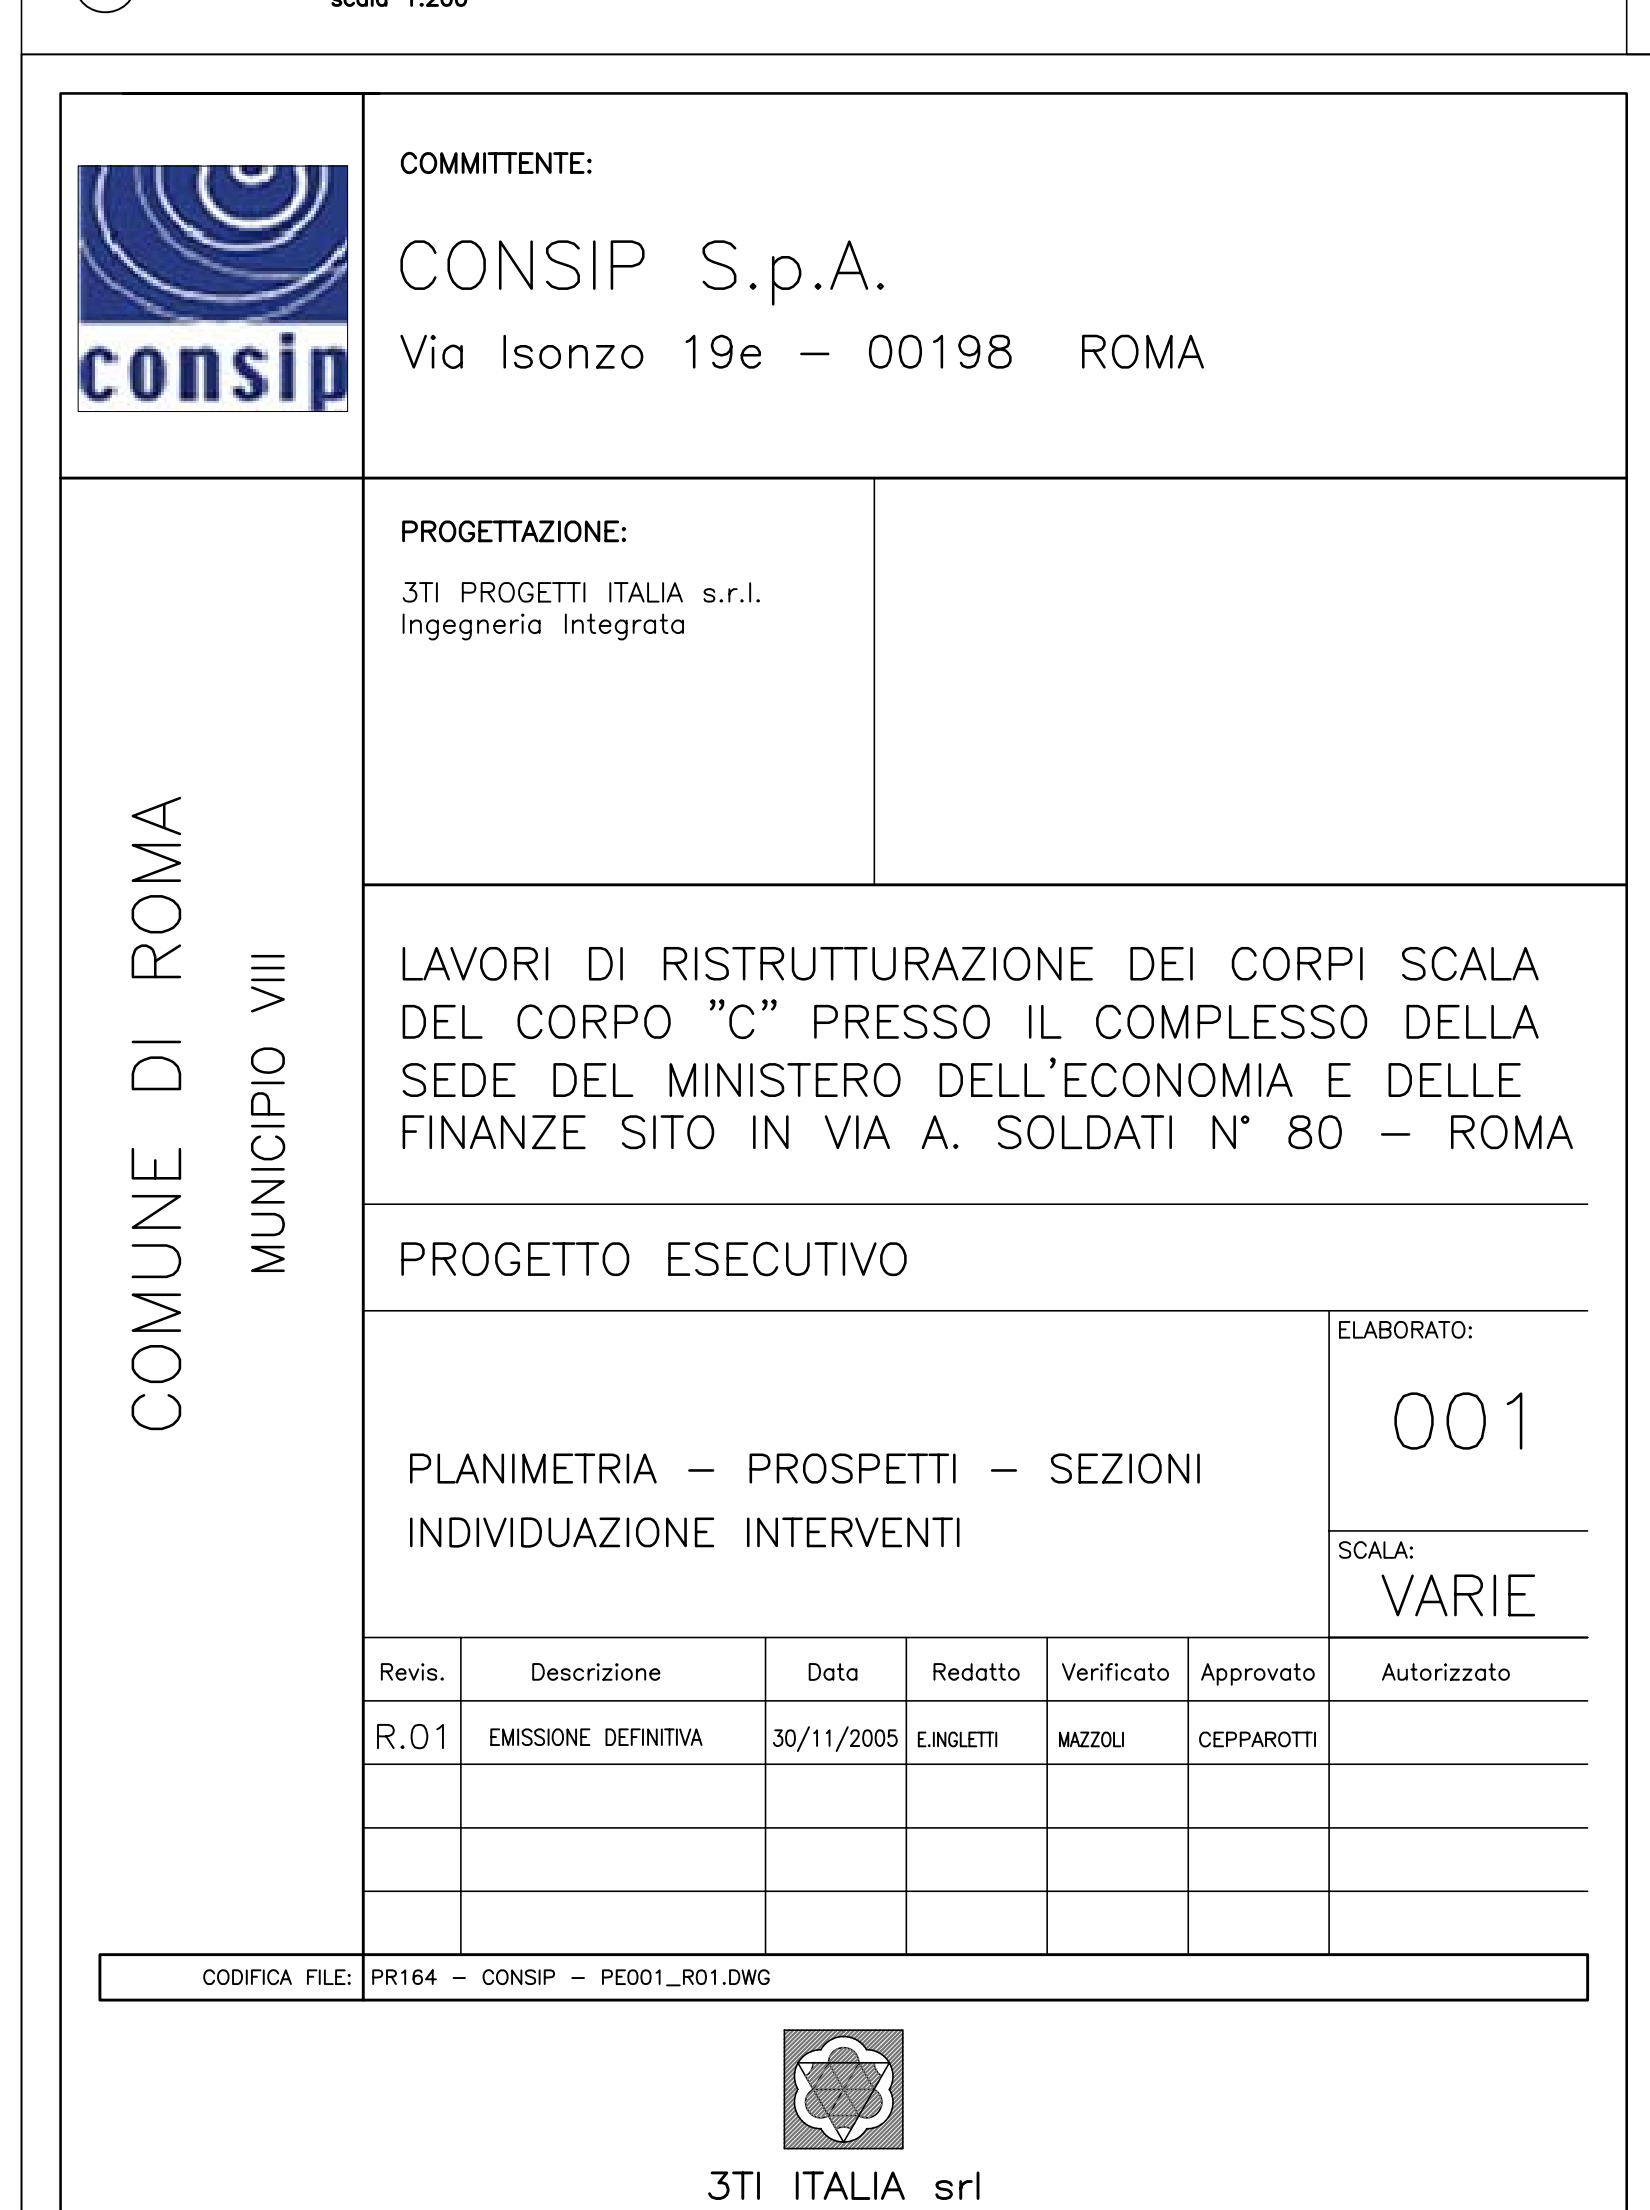 scala 1:200
consip
COMMITTENTE:
CONSIP S.p.A.
Via Isonzo 19e – 00198 ROMA
PROGETTAZIONE:
3TI PROGETTI ITALIA s.r.l.
Ingegneria Integrata
COMUNE DI ROMA
MUNICIPIO VIII
LAVORI DI RISTRUTTURAZIONE DEI CORPI SCALA
DEL CORPO "C" PRESSO IL COMPLESSO DELLA
SEDE DEL MINISTERO DELL'ECONOMIA E DELLE
FINANZE SITO IN VIA A. SOLDATI N° 80 – ROMA
PROGETTO ESECUTIVO
PLANIMETRIA – PROSPETTI – SEZIONI
INDIVIDUAZIONE INTERVENTI
ELABORATO:
001
SCALA:
VARIE
Revis. Descrizione Data Redatto Verificato Approvato Autorizzato
R.01 EMISSIONE DEFINITIVA 30/11/2005 E.INGLETTI MAZZOLI CEPPAROTTI
CODIFICA FILE: PR164 – CONSIP – PE001_R01.DWG
3TI ITALIA srl